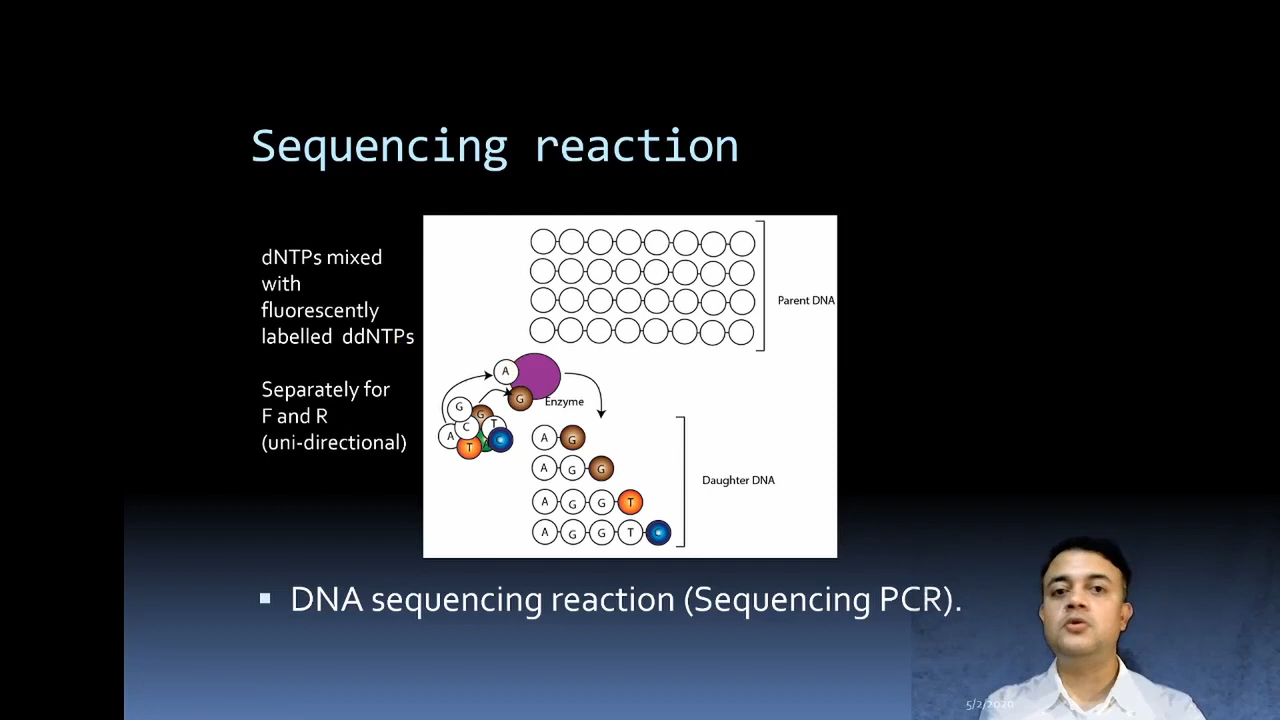 Sequencing reaction
dNTPs mixed
with
fluorescently
labelled ddNTPs
Separately for
F and R
(uni-directional)
Parent DNA
A
G
Enzyme
G
G
C
T
A
T
A G
A G G
A G G T
A G G T
Daughter DNA
DNA sequencing reaction (Sequencing PCR).
5/2/2020